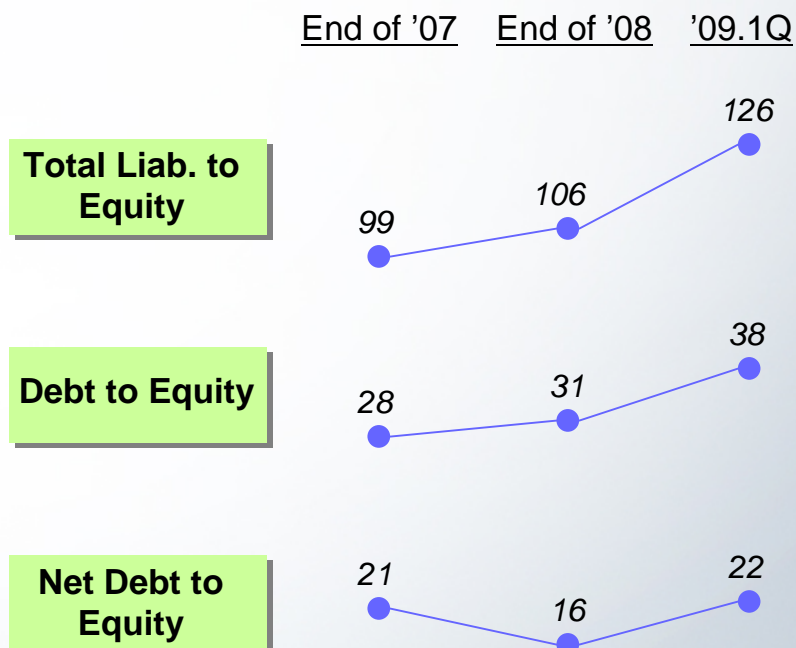 End of ’07 End of ’08 ’09.1Q
126
Total Liab. to
Equity
99
106
38
Debt to Equity
28
31
Net Debt to
Equity
21
16
22